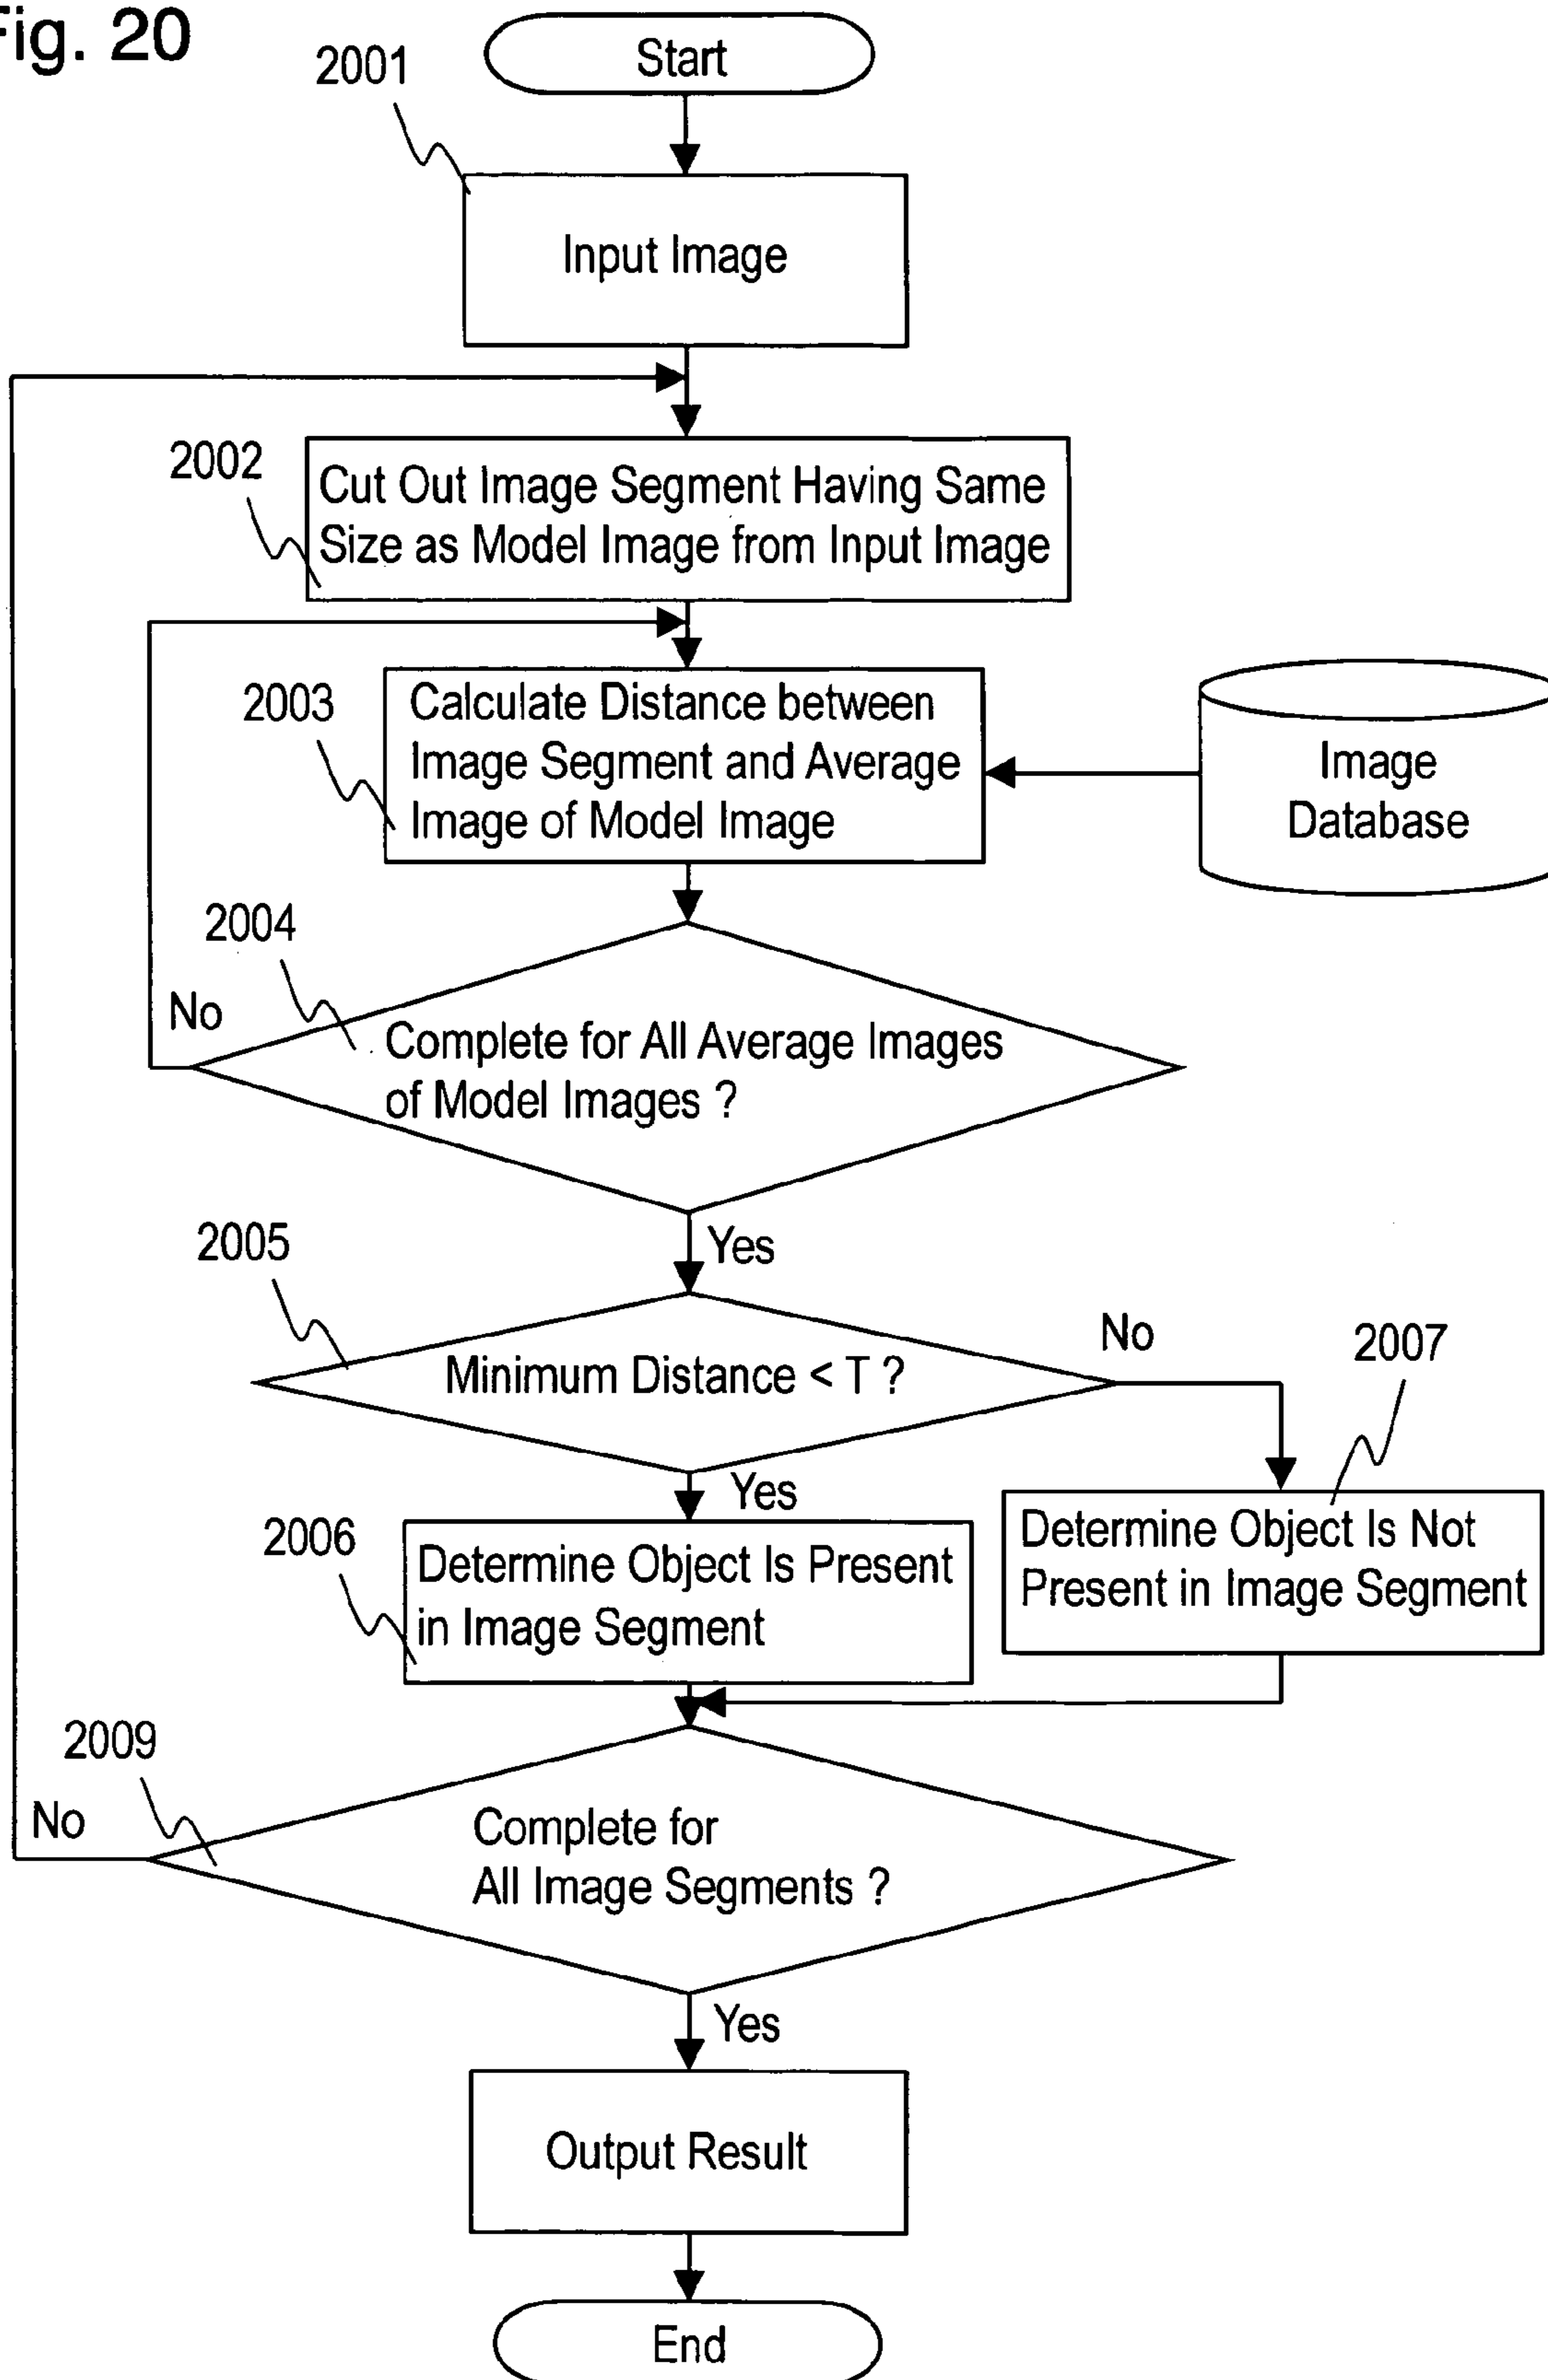 Fig. 20
Start
2001
Input Image
2002
Cut Out Image Segment Having Same
Size as Model Image from Input Image
2003
Calculate Distance between
Image Segment and Average
Image of Model Image
Image
Database
2004
No
Complete for All Average Images
of Model Images ?
Yes
2005
Minimum Distance < T ?
No
2007
Yes
2006
Determine Object Is Present
in Image Segment
Determine Object Is Not
Present in Image Segment
2009
No
Complete for
All Image Segments ?
Yes
Output Result
End